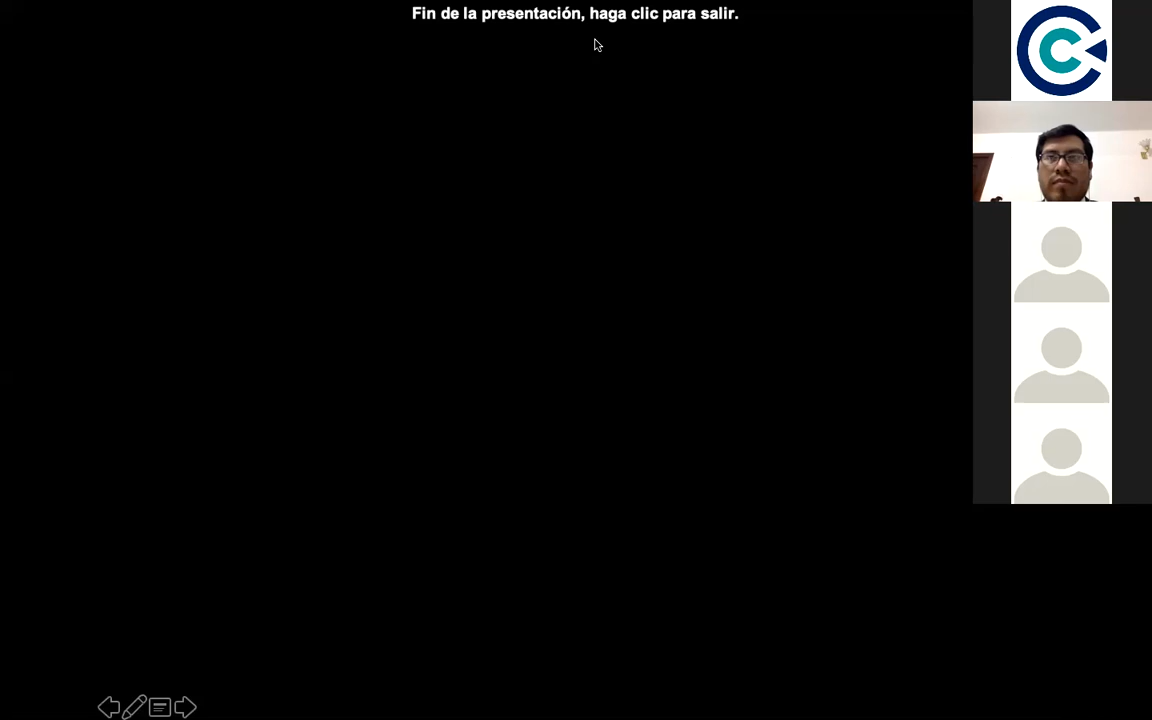 Fin de la presentación, haga clic para salir.